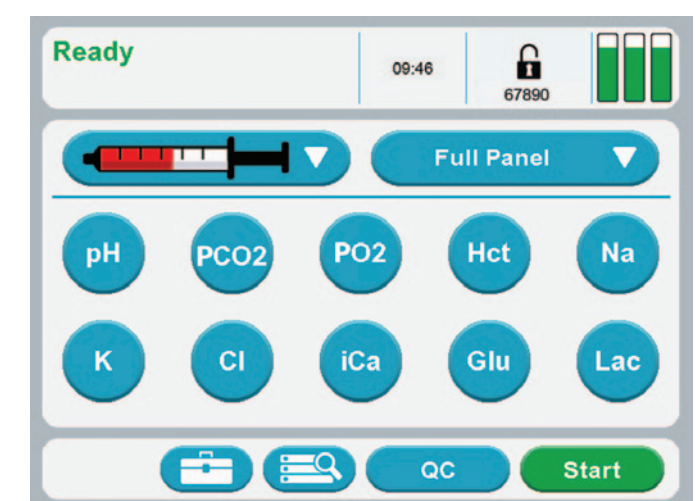 Ready
09:46
67890
Full Panel
pH PCO2 PO2 Hct Na
K Cl iCa Glu Lac
QC Start